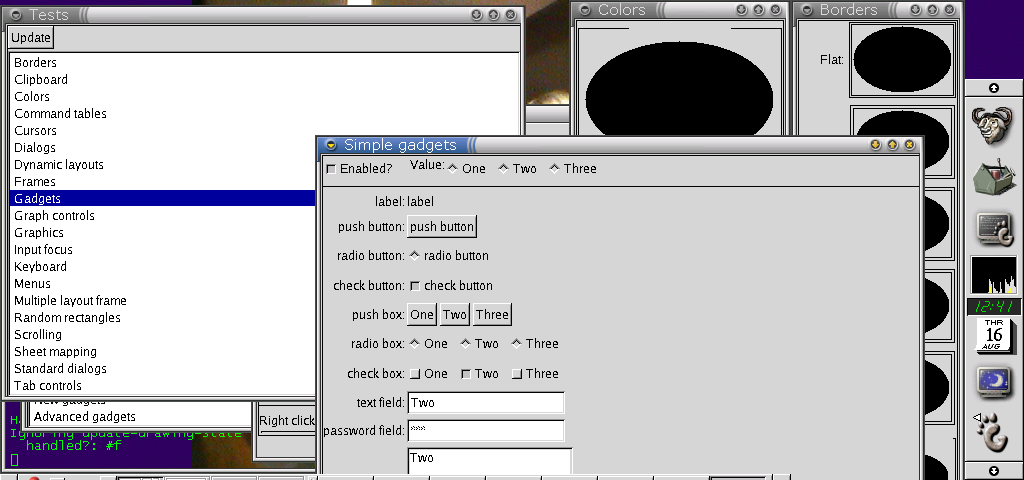 Tests
Update
Borders
Clipboard
Colors
Command tables
Cursors
Dialogs
Dynamic layouts
Frames
Gadgets
Graph controls
Graphics
Input focus
Keyboard
Menus
Multiple layout frame
Random rectangles
Scrolling
Sheet mapping
Standard dialogs
Tab controls
New gadgets
Advanced gadgets
Right click
Ignoring update-drawing-state
handled?: #f
Colors
Borders
Flat:
Simple gadgets
Enabled? Value: One Two Three
label: label
push button: push button
radio button: radio button
check button: check button
push box: One Two Three
radio box: One Two Three
check box: One Two Three
text field: Two
password field: ***
Two
12:41
THR
16
AUG